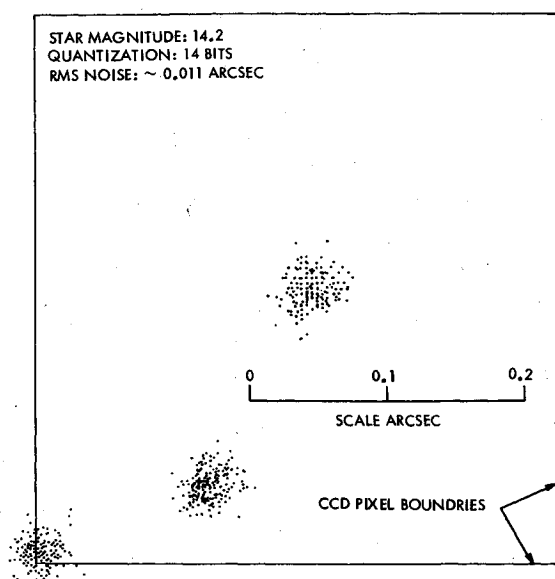 STAR MAGNITUDE: 14.2
QUANTIZATION: 14 BITS
RMS NOISE: ~ 0.011 ARCSEC
0 0.1 0.2
SCALE ARCSEC
CCD PIXEL BOUNDRIES